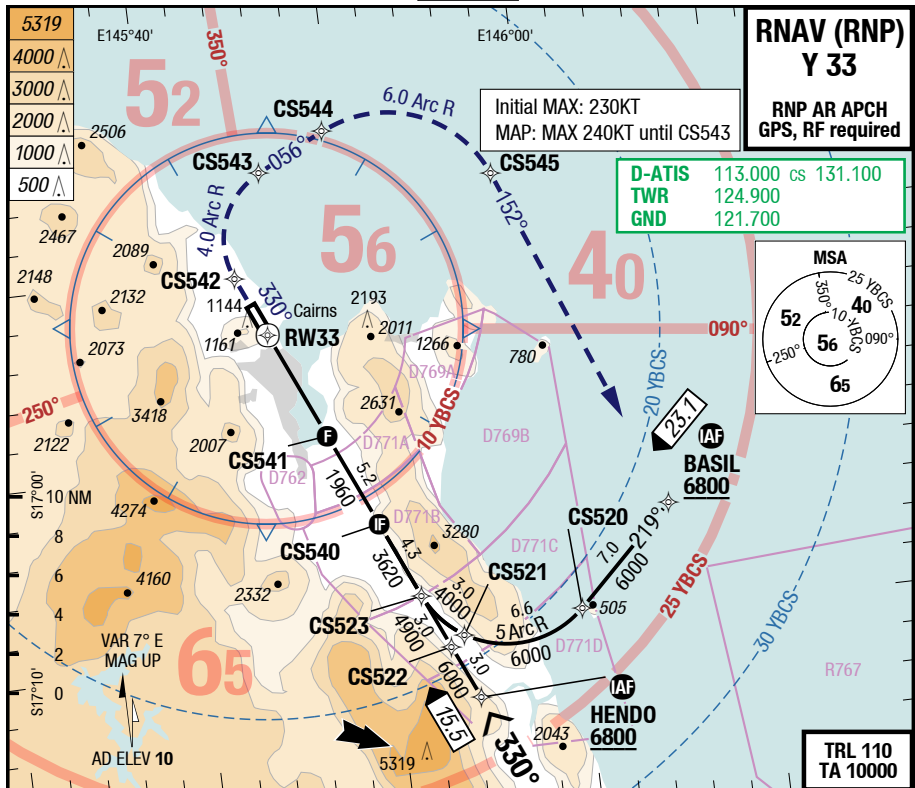 5319
4000
3000
2000
1000
500
E145°40'
E146°00'
350°
RNAV (RNP)
Y 33
RNP AR APCH
GPS, RF required
Initial MAX: 230KT
MAP: MAX 240KT until CS543
D-ATIS 113.000 CS 131.100
TWR 124.900
GND 121.700
MSA
25 YBCS
350°
10 YBCS
52
40
56
090°
250°
65
52
CS544
6.0 Arc R
2506
CS543
056°
CS545
4.0 Arc R
152°
56
40
2467
2089
CS542
2148
2132
330°
1144
Cairns
2193
1161
RW33
2011
090°
2073
1266
780
D769A
20 YBCS
3418
2631
10 YBCS
23.1
250°
2122
2007
D771A
D769B
IAF
BASIL
6800
CS541
F
D762
5.2
1960
S17°00'
10 NM
4274
IF
D771B
CS520
219°
CS540
3280
7.0
6000
8
4.3
3620
D771C
CS521
25 YBCS
6
4160
2332
3.0
4000
505
4
CS523
6.6
5 Arc R
6000
3.0
4900
D771D
30 YBCS
VAR 7° E
MAG UP
65
2
CS522
3.0
6000
R767
S17°10'
0
IAF
HENDO
6800
15.5
330°
2043
5319
AD ELEV 10
TRL 110
TA 10000